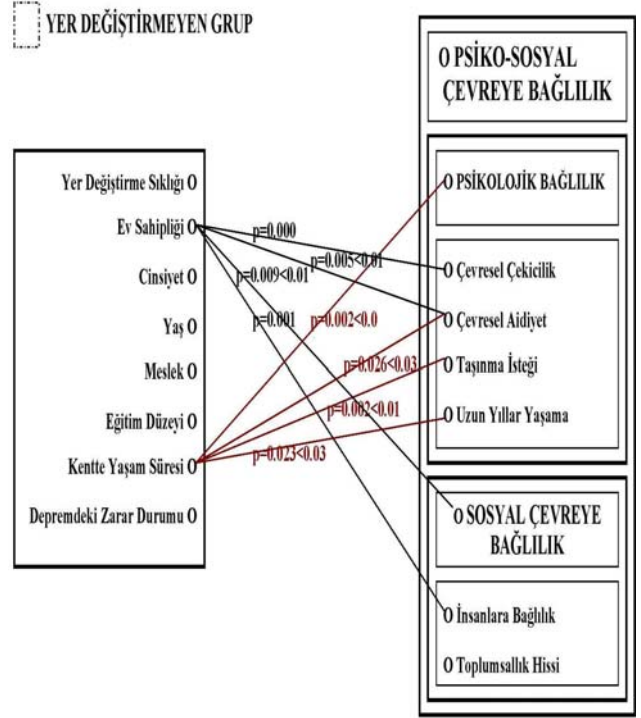 YER DEĞİŞTİRMEYEN GRUP
Yer Değiştirme Sıklığı O
Ev Sahipliği O
Cinsiyet O
Yaş O
Meslek O
Eğitim Düzeyi O
Kentte Yaşam Süresi O
Depremdeki Zarar Durumu O
p=0.000
p=0.005<0.01
p=0.009<0.01
p=0.001
p=0.002<0.0
p=0.026<0.03
p=0.002<0.01
p=0.023<0.03
O PSİKO-SOSYAL
ÇEVREYE BAĞLILIK
O PSİKOLOJİK BAĞLILIK
O Çevresel Çekicilik
O Çevresel Aidiyet
O Taşınma İsteği
O Uzun Yıllar Yaşama
O SOSYAL ÇEVREYE
BAĞLILIK
O İnsanlara Bağlılık
O Toplumsallık Hissi